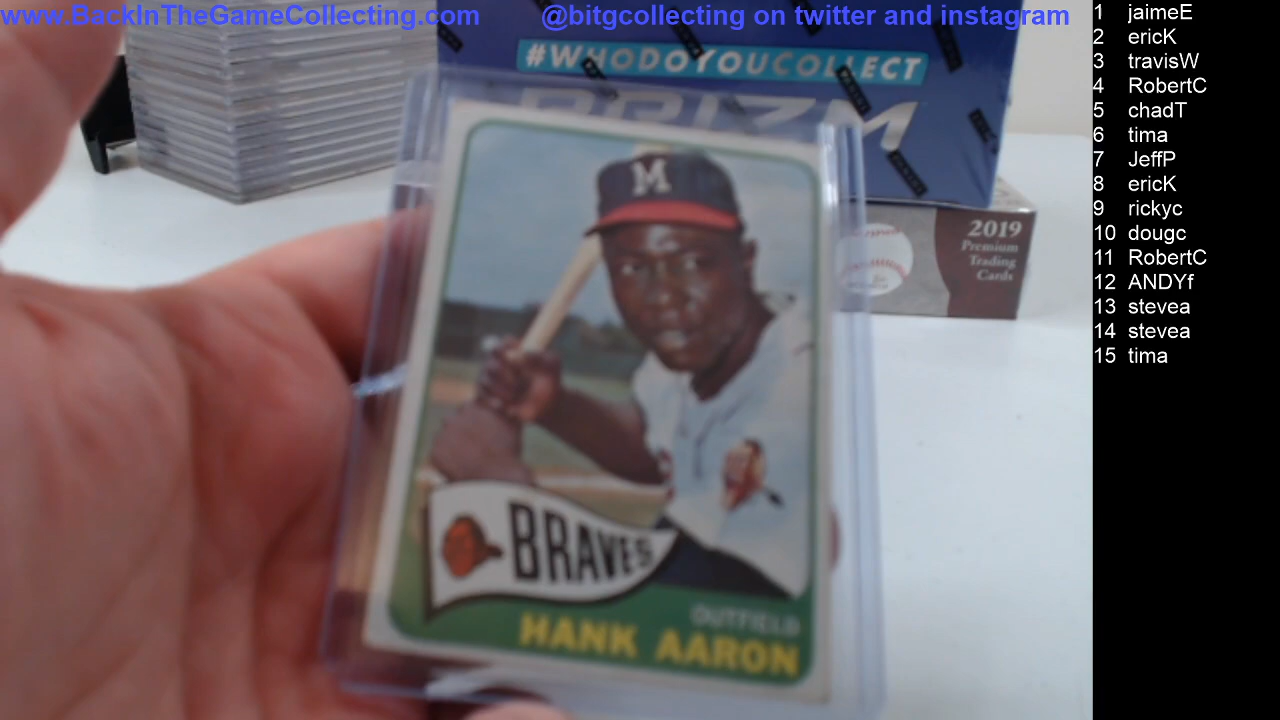 www.BackInTheGameCollecting.com @bitgcollecting on twitter and instagram
#WHODOYOUCOLLECT
PRIZM
M
2019
Premium
Trading
Cards
BRAVES
OUTFIELD
HANK AARON
1 jaimeE
2 ericK
3 travisW
4 RobertC
5 chadT
6 tima
7 JeffP
8 ericK
9 rickyc
10 dougc
11 RobertC
12 ANDYf
13 stevea
14 stevea
15 tima